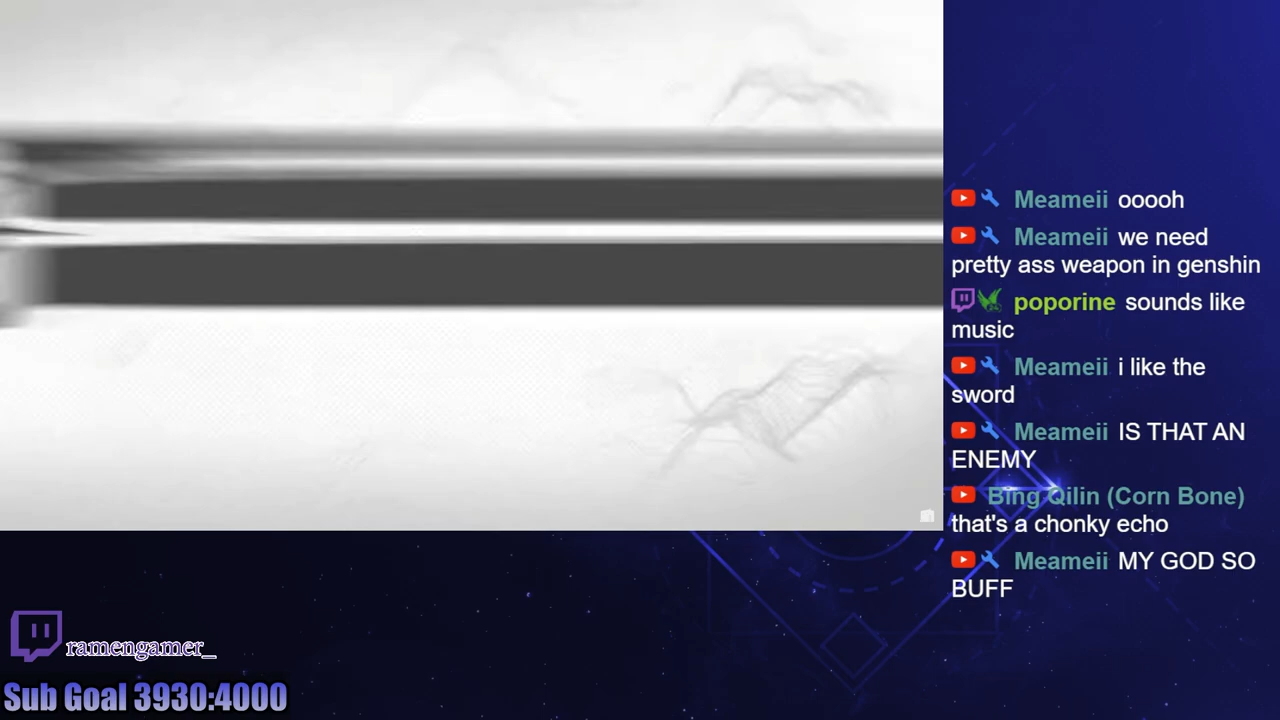 Meameii ooooh
Meameii we need
pretty ass weapon in genshin
poporine sounds like
music
Meameii i like the
sword
Meameii IS THAT AN
ENEMY
Bing Qilin (Corn Bone)
that's a chonky echo
Meameii MY GOD SO
BUFF
ramengamer_
Sub Goal 3930:4000